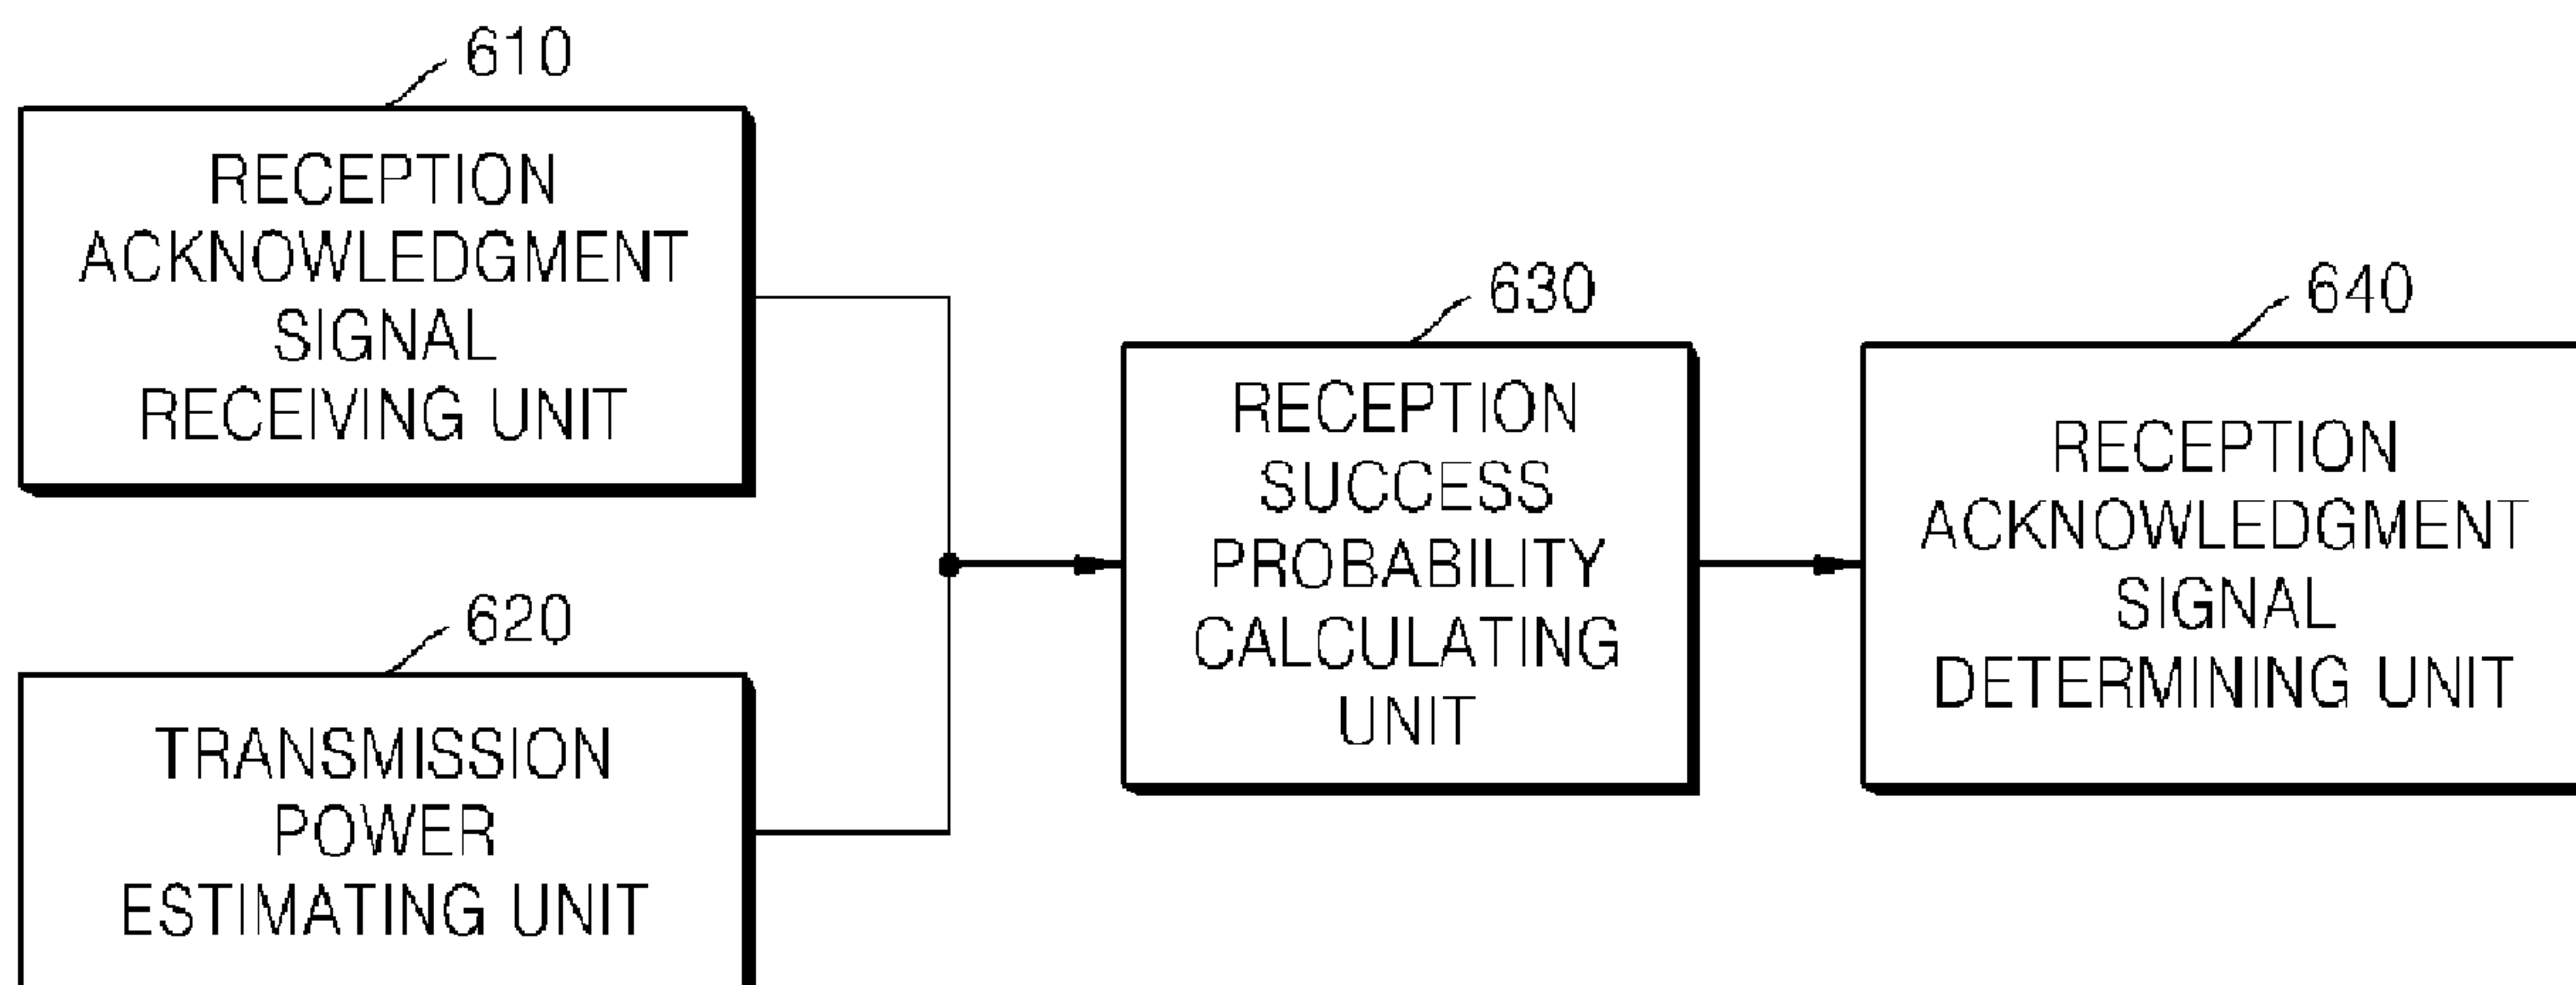 610
RECEPTION
ACKNOWLEDGMENT
SIGNAL
RECEIVING UNIT
620
TRANSMISSION
POWER
ESTIMATING UNIT
630
RECEPTION
SUCCESS
PROBABILITY
CALCULATING
UNIT
640
RECEPTION
ACKNOWLEDGMENT
SIGNAL
DETERMINING UNIT